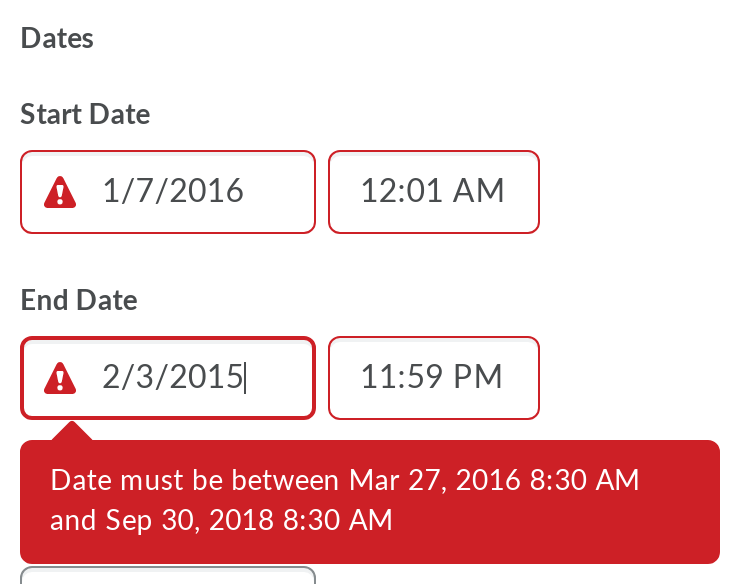 Dates
Start Date
1/7/2016 12:01 AM
End Date
2/3/2015 11:59 PM
Date must be between Mar 27, 2016 8:30 AM
and Sep 30, 2018 8:30 AM